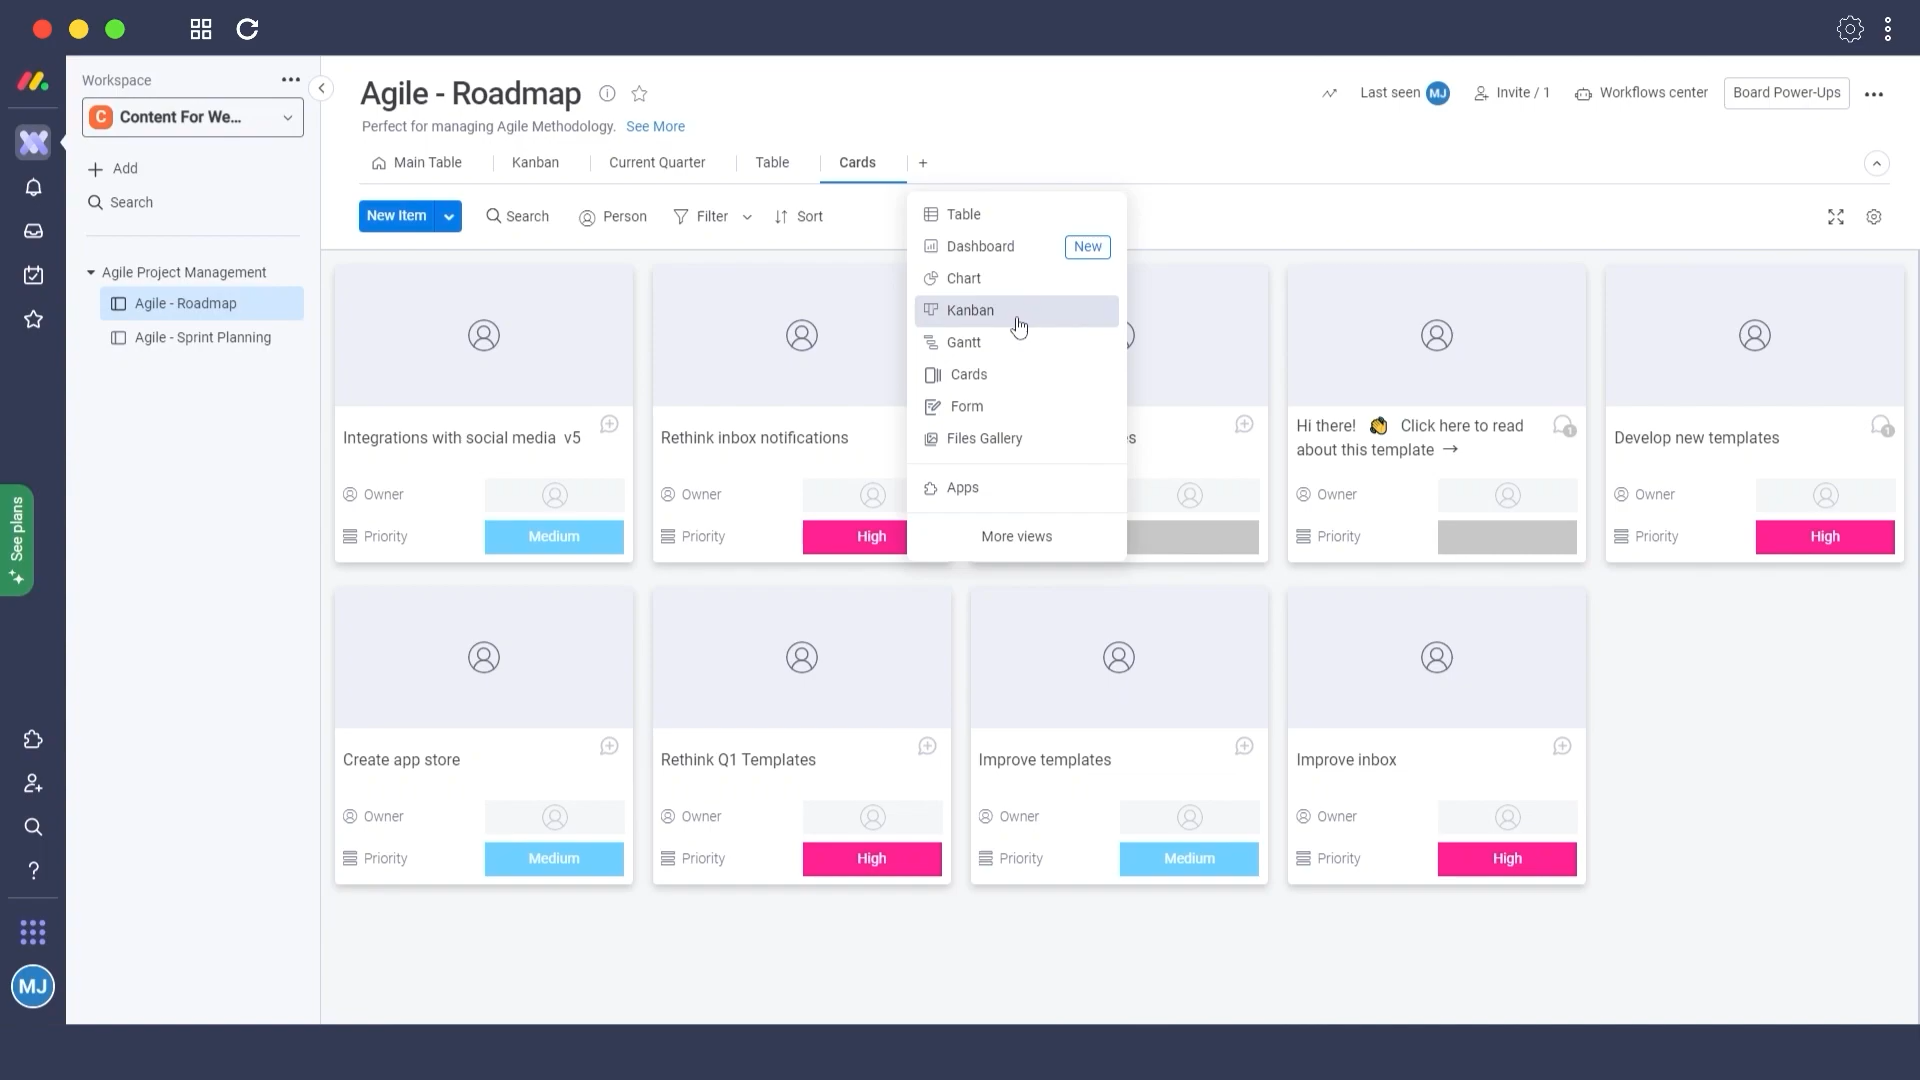 Workspace
C Content For We...
Add
Search
Agile Project Management
Agile - Roadmap
Agile - Sprint Planning
See plans
?
MJ
Agile - Roadmap
Perfect for managing Agile Methodology. See More
Last seen MJ Invite / 1 Workflows center Board Power-Ups
Main Table Kanban Current Quarter Table Cards +
New Item Search Person Filter Sort
Table
Dashboard New
Chart
Kanban
Gantt
Cards
Form
Files Gallery
Apps
More views
Integrations with social media v5
Owner
Priority Medium
Rethink inbox notifications
Owner
Priority High
Hi there! 👋 Click here to read
about this template →
1
Owner
Priority
Develop new templates
1
Owner
Priority High
Create app store
Owner
Priority Medium
Rethink Q1 Templates
Owner
Priority High
Improve templates
Owner
Priority Medium
Improve inbox
Owner
Priority High